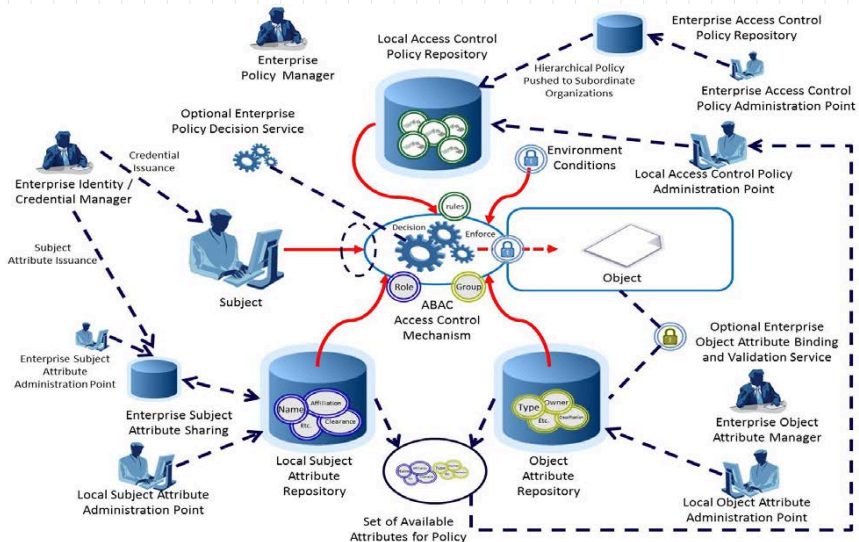 Enterprise
Policy Manager
Local Access Control
Policy Repository
Enterprise Access Control
Policy Repository
Hierarchical Policy
Pushed to Subordinate
Organizations
Enterprise Access Control
Policy Administration Point
Optional Enterprise
Policy Decision Service
Credential
Issuance
Environment
Conditions
Local Access Control Policy
Administration Point
Enterprise Identity /
Credential Manager
rules
Decision
Enforce
Subject
Attribute Issuance
Subject
Object
Role
Group
ABAC
Access Control
Mechanism
Enterprise Subject
Attribute
Administration Point
Optional Enterprise
Object Attribute Binding
and Validation Service
Name
Affiliation
Etc.
Clearance
Type
Owner
Etc.
Enterprise Subject
Attribute Sharing
Enterprise Object
Attribute Manager
Local Subject
Attribute
Repository
Object
Attribute
Repository
Local Subject Attribute
Administration Point
Local Object Attribute
Administration Point
Set of Available
Attributes for Policy